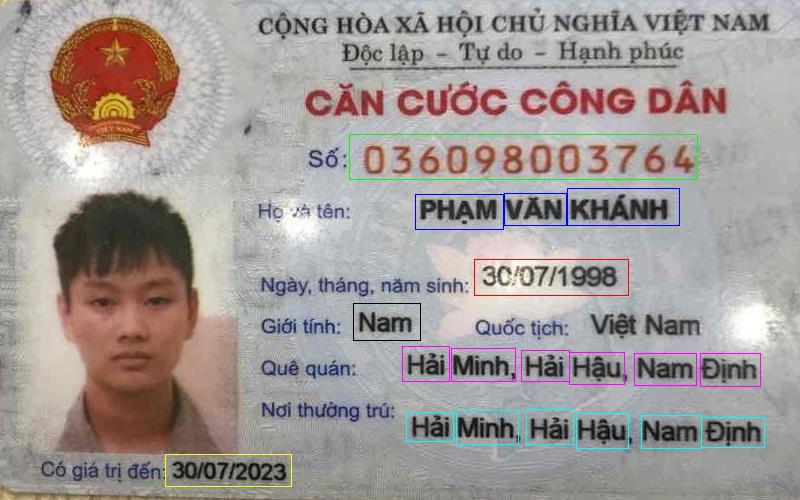 CỘNG HÒA XÃ HỘI CHỦ NGHĨA VIỆT NAM
Độc lập - Tự do - Hạnh phúc
CĂN CƯỚC CÔNG DÂN
VIỆT NAM
Số: 036098003764
Họ và tên: PHẠM VĂN KHÁNH
Ngày, tháng, năm sinh: 30/07/1998
Giới tính: Nam Quốc tịch: Việt Nam
Quê quán: Hải Minh, Hải Hậu, Nam Định
Nơi thường trú: Hải Minh, Hải Hậu, Nam Định
Có giá trị đến: 30/07/2023